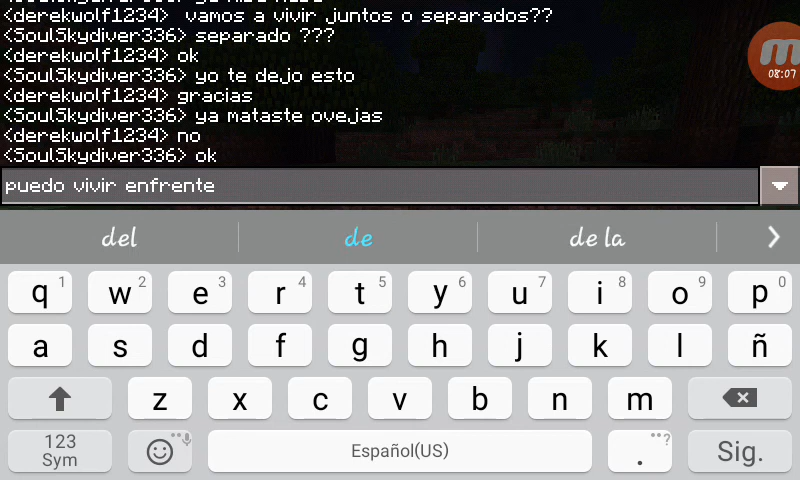 <derekwolf1234> vamos a vivir juntos o separados??
<SoulSkydiver336> separado ???
<derekwolf1234> ok
<SoulSkydiver336> yo te dejo esto
<derekwolf1234> gracias
<SoulSkydiver336> ya mataste ovejas
<derekwolf1234> no
<SoulSkydiver336> ok
08:07
puedo vivir enfrente
del de de la
q 1 w 2 e 3 r 4 t 5 y 6 u 7 i 8 o 9 p 0
a s d f g h j k l ñ
z x c v b n m
123
Sym
Español(US)
. ?
Sig.